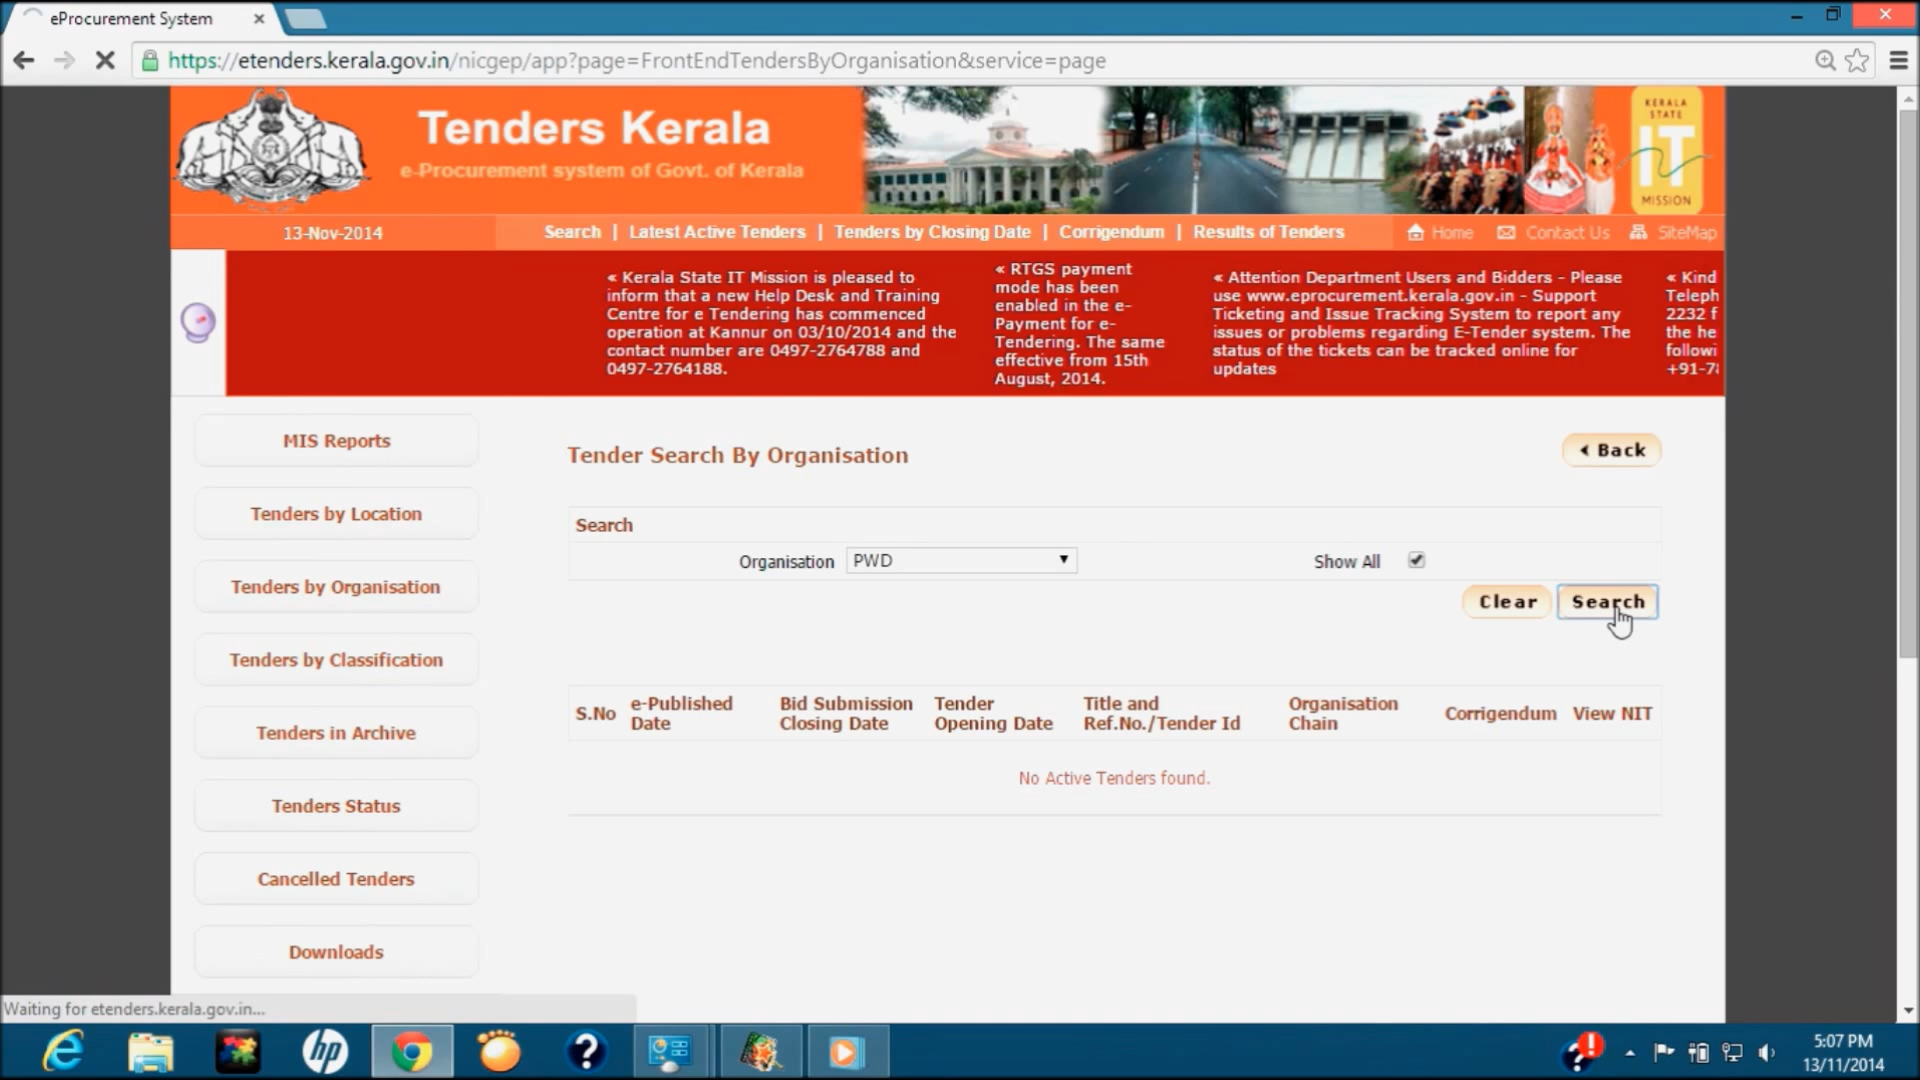 eProcurement System
https://etenders.kerala.gov.in/nicgep/app?page=FrontEndTendersByOrganisation&service=page
Tenders Kerala
e-Procurement system of Govt. of Kerala
KERALA
STATE
IT
MISSION
13-Nov-2014
Search | Latest Active Tenders | Tenders by Closing Date | Corrigendum | Results of Tenders
Home Contact Us SiteMap
« Kerala State IT Mission is pleased to
inform that a new Help Desk and Training
Centre for e Tendering has commenced
operation at Kannur on 03/10/2014 and the
contact number are 0497-2764788 and
0497-2764188.
« RTGS payment
mode has been
enabled in the e-
Payment for e-
Tendering. The same
effective from 15th
August, 2014.
« Attention Department Users and Bidders - Please
use www.eprocurement.kerala.gov.in - Support
Ticketing and Issue Tracking System to report any
issues or problems regarding E-Tender system. The
status of the tickets can be tracked online for
updates
« Kind
Teleph
2232 f
the he
followi
+91-78
MIS Reports
Tenders by Location
Tenders by Organisation
Tenders by Classification
Tenders in Archive
Tenders Status
Cancelled Tenders
Downloads
Tender Search By Organisation
Back
Search
Organisation PWD Show All
Clear Search
S.No e-Published Date Bid Submission Closing Date Tender Opening Date Title and Ref.No./Tender Id Organisation Chain Corrigendum View NIT
No Active Tenders found.
Waiting for etenders.kerala.gov.in...
hp
5:07 PM
13/11/2014